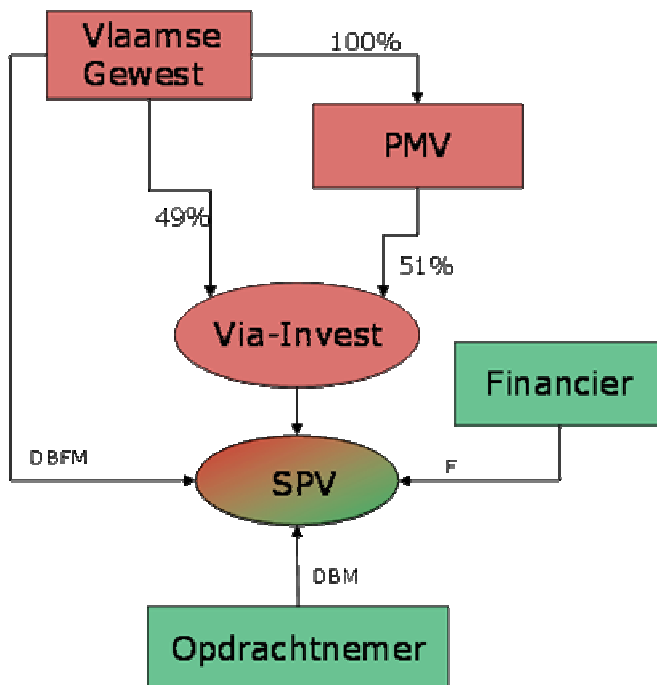 Vlaamse
Gewest
100%
PMV
49%
51%
Via-Invest
Financier
DBFM
SPV
F
DBM
Opdrachtnemer